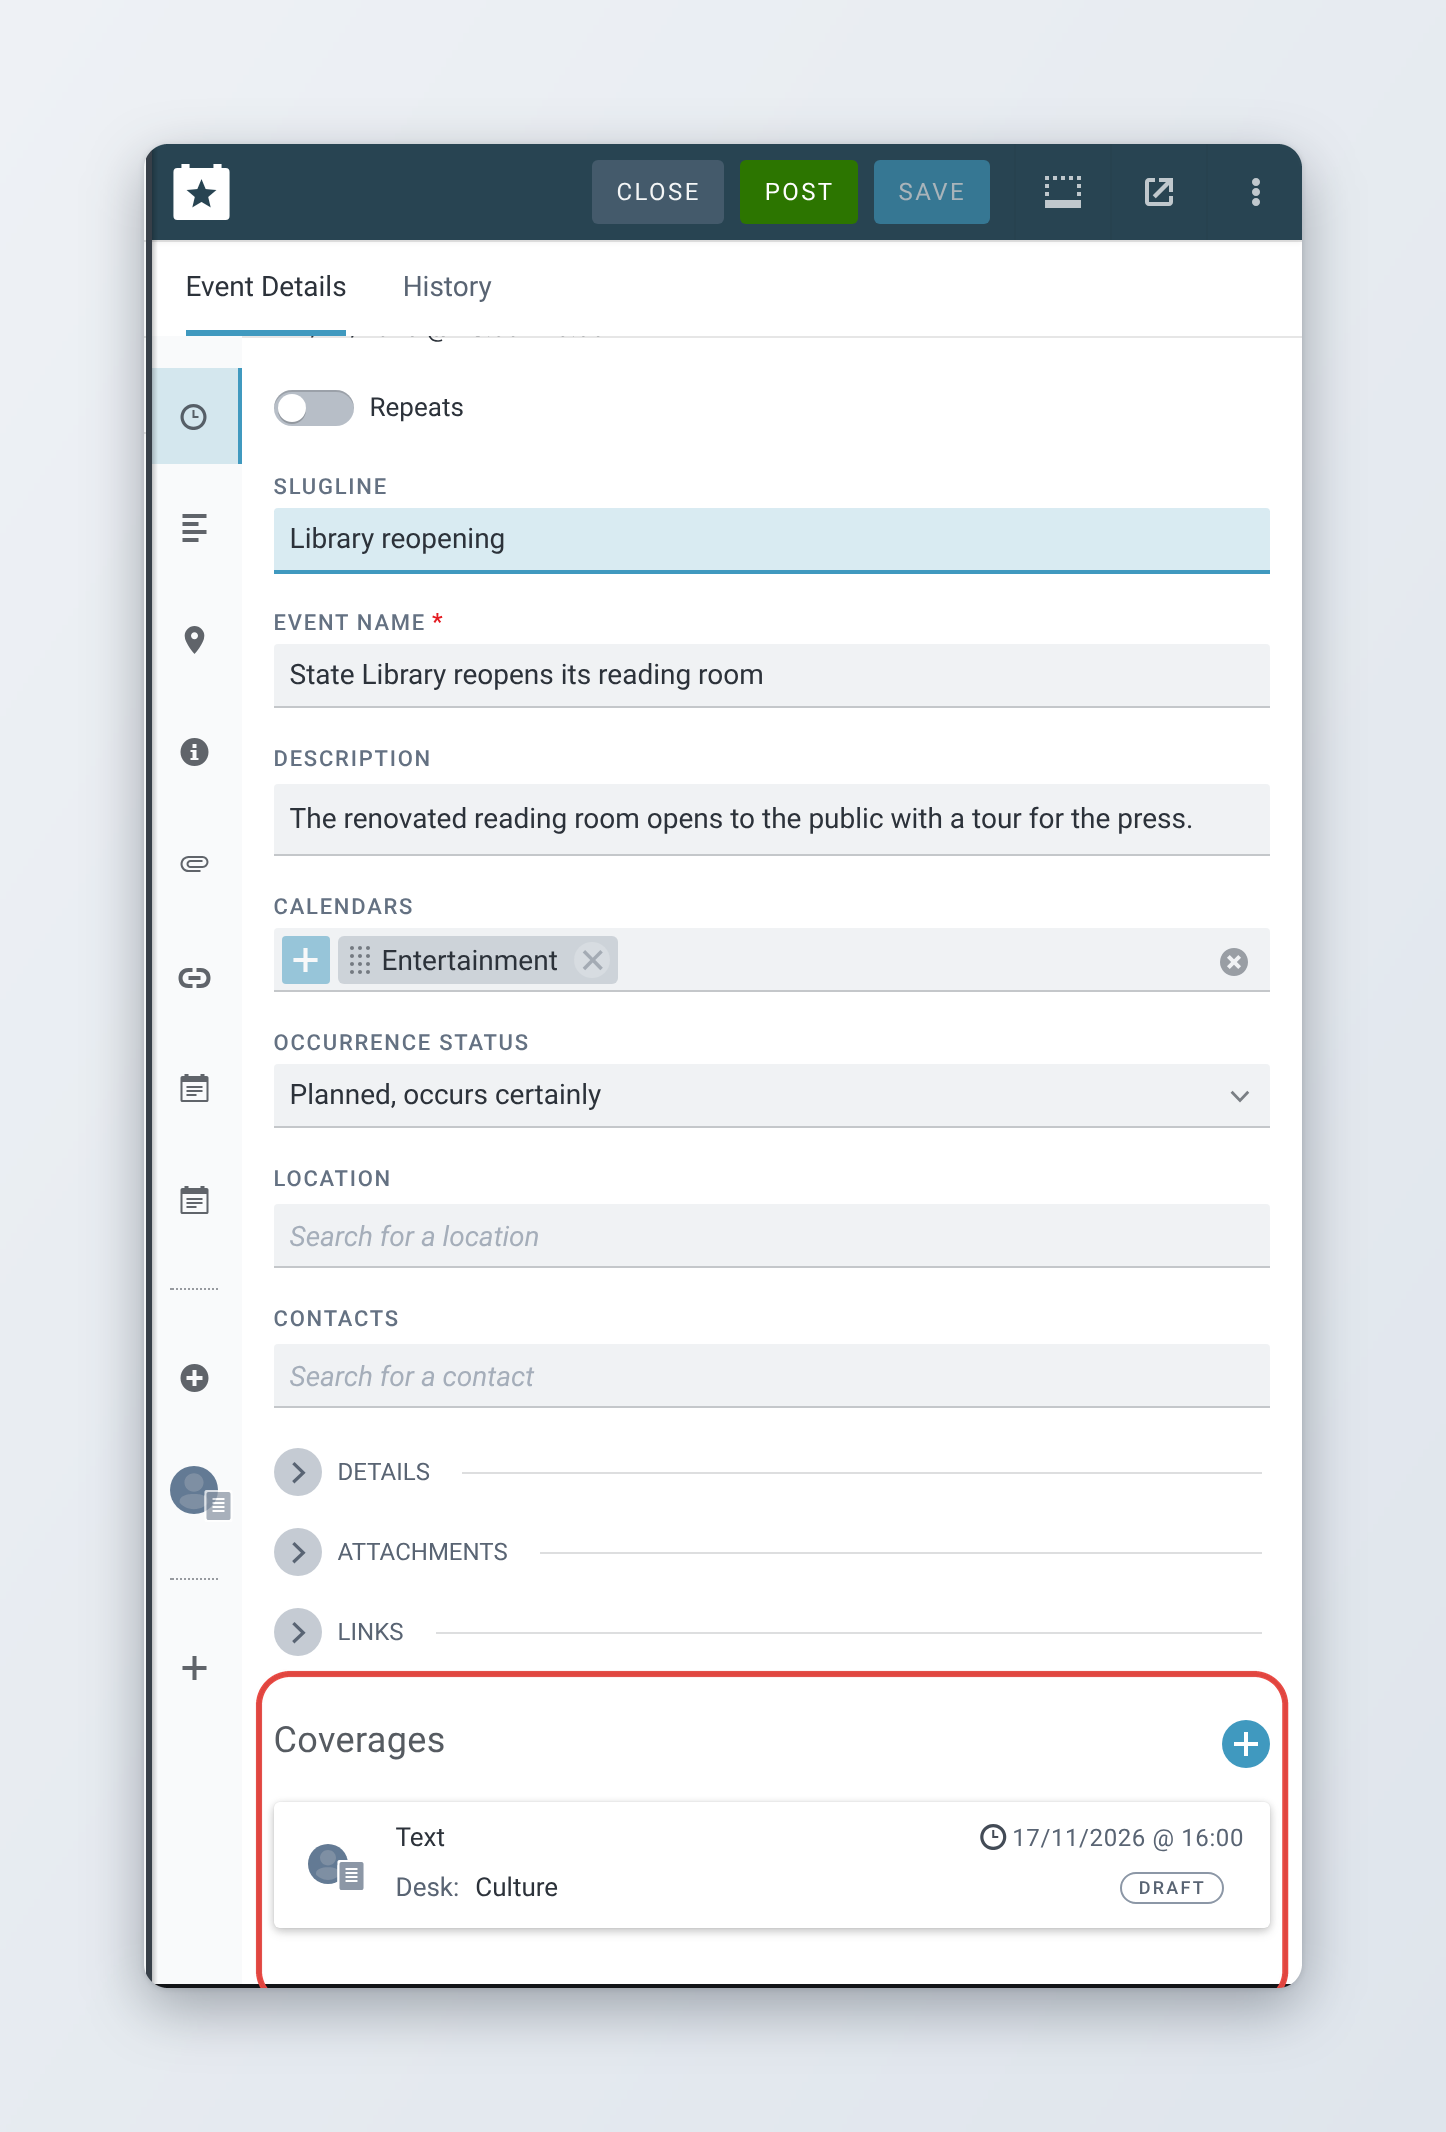 CLOSE POST SAVE
Event Details History
Repeats
SLUGLINE
Library reopening
EVENT NAME *
State Library reopens its reading room
DESCRIPTION
The renovated reading room opens to the public with a tour for the press.
CALENDARS
Entertainment
OCCURRENCE STATUS
Planned, occurs certainly
LOCATION
Search for a location
CONTACTS
Search for a contact
DETAILS
ATTACHMENTS
LINKS
Coverages
Text 17/11/2026 @ 16:00
Desk: Culture DRAFT